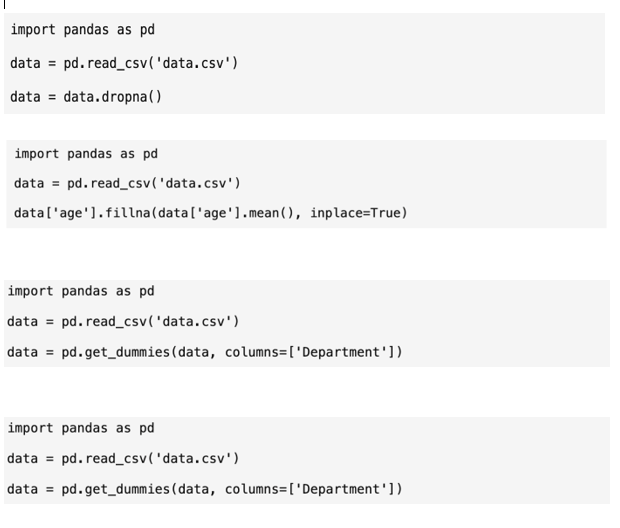 import pandas as pd
data = pd.read_csv('data.csv')
data = data.dropna()
import pandas as pd
data = pd.read_csv('data.csv')
data['age'].fillna(data['age'].mean(), inplace=True)
import pandas as pd
data = pd.read_csv('data.csv')
data = pd.get_dummies(data, columns=['Department'])
import pandas as pd
data = pd.read_csv('data.csv')
data = pd.get_dummies(data, columns=['Department'])